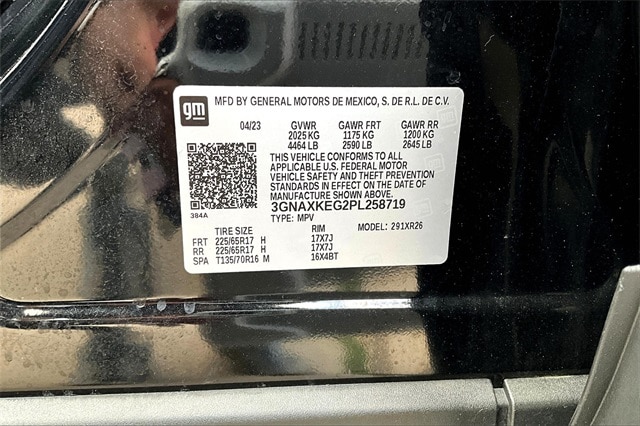 gm
MFD BY GENERAL MOTORS DE MEXICO, S. DE R.L. DE C.V.
04/23 GVWR GAWR FRT GAWR RR
2025 KG 1175 KG 1200 KG
4464 LB 2590 LB 2645 LB
THIS VEHICLE CONFORMS TO ALL
APPLICABLE U.S. FEDERAL MOTOR
VEHICLE SAFETY AND THEFT PREVENTION
STANDARDS IN EFFECT ON THE DATE OF
MANUFACTURE SHOWN ABOVE.
3GNAXKEG2PL258719
384A
TYPE: MPV
MODEL: 291XR26
TIRE SIZE RIM
FRT 225/65R17 H 17X7J
RR 225/65R17 H 17X7J
SPA T135/70R16 M 16X4BT